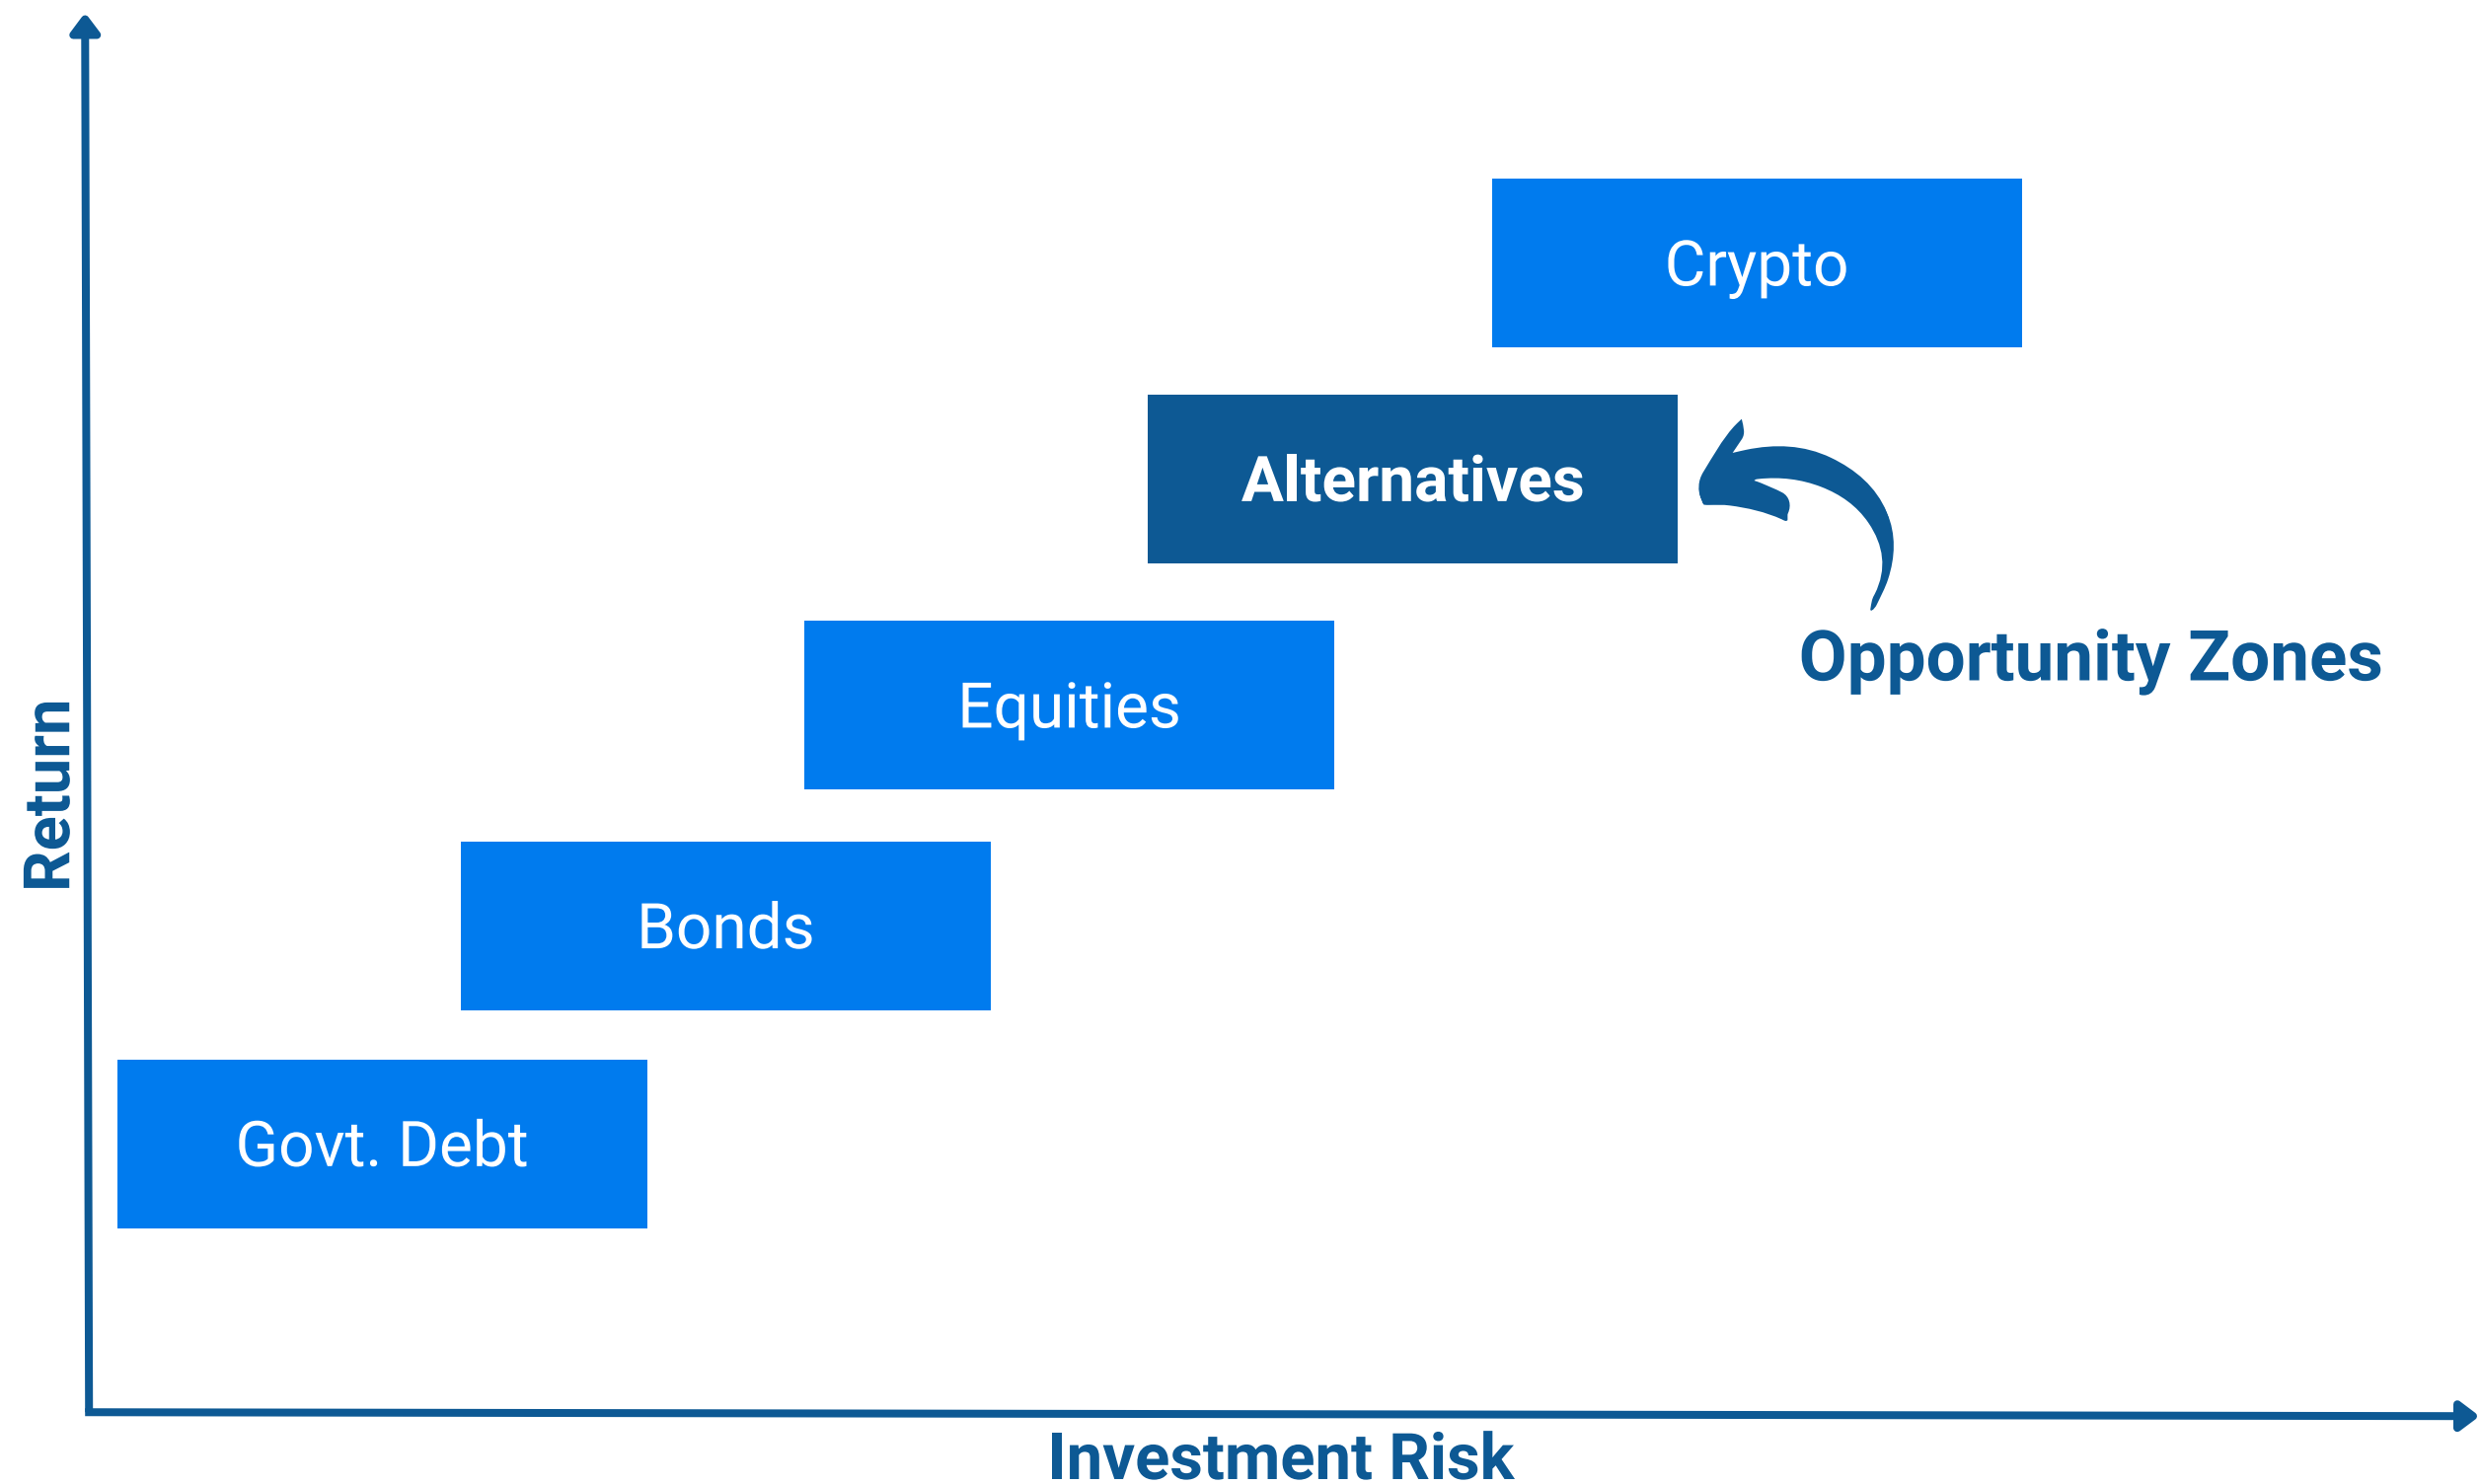 Crypto
Alternatives
Opportunity Zones
Equities
Return
Bonds
Govt. Debt
Investment Risk